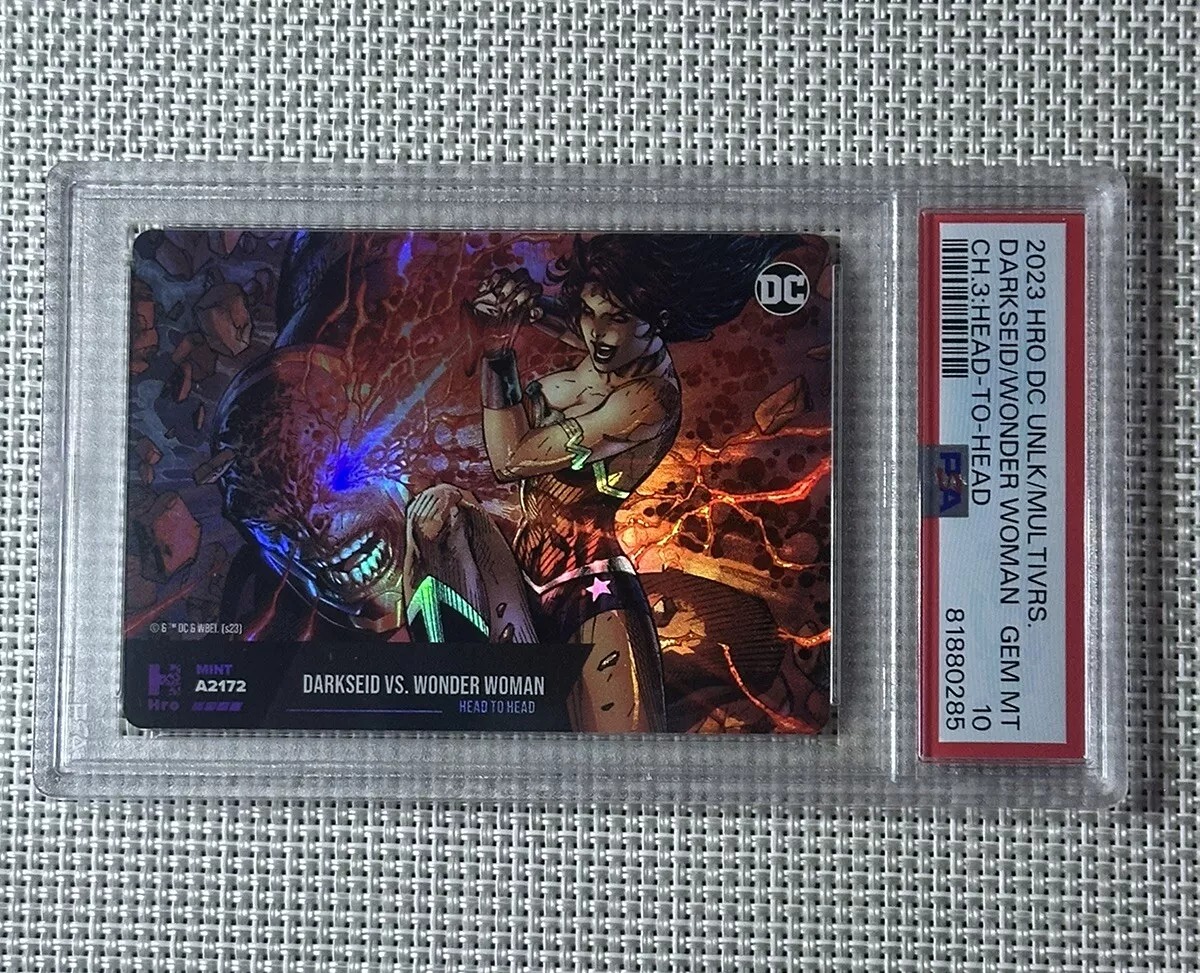 DC
© & ™ DC & WBEI. (s23)
Hro
MINT
A2172
DARKSEID VS. WONDER WOMAN
HEAD TO HEAD
2023 HRO DC UNLK/MULTIVRS.
DARKSEID/WONDER WOMAN GEM MT
CH.3:HEAD-TO-HEAD 10
81880285
PSA